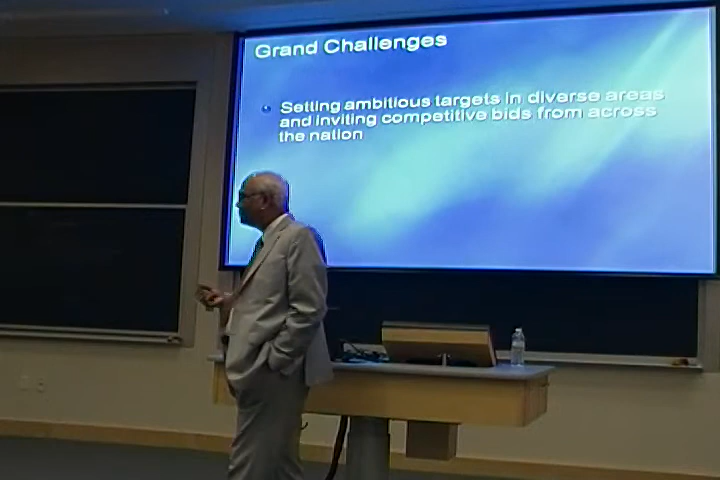 Grand Challenges
Setting ambitious targets in diverse areas
and inviting competitive bids from across
the nation